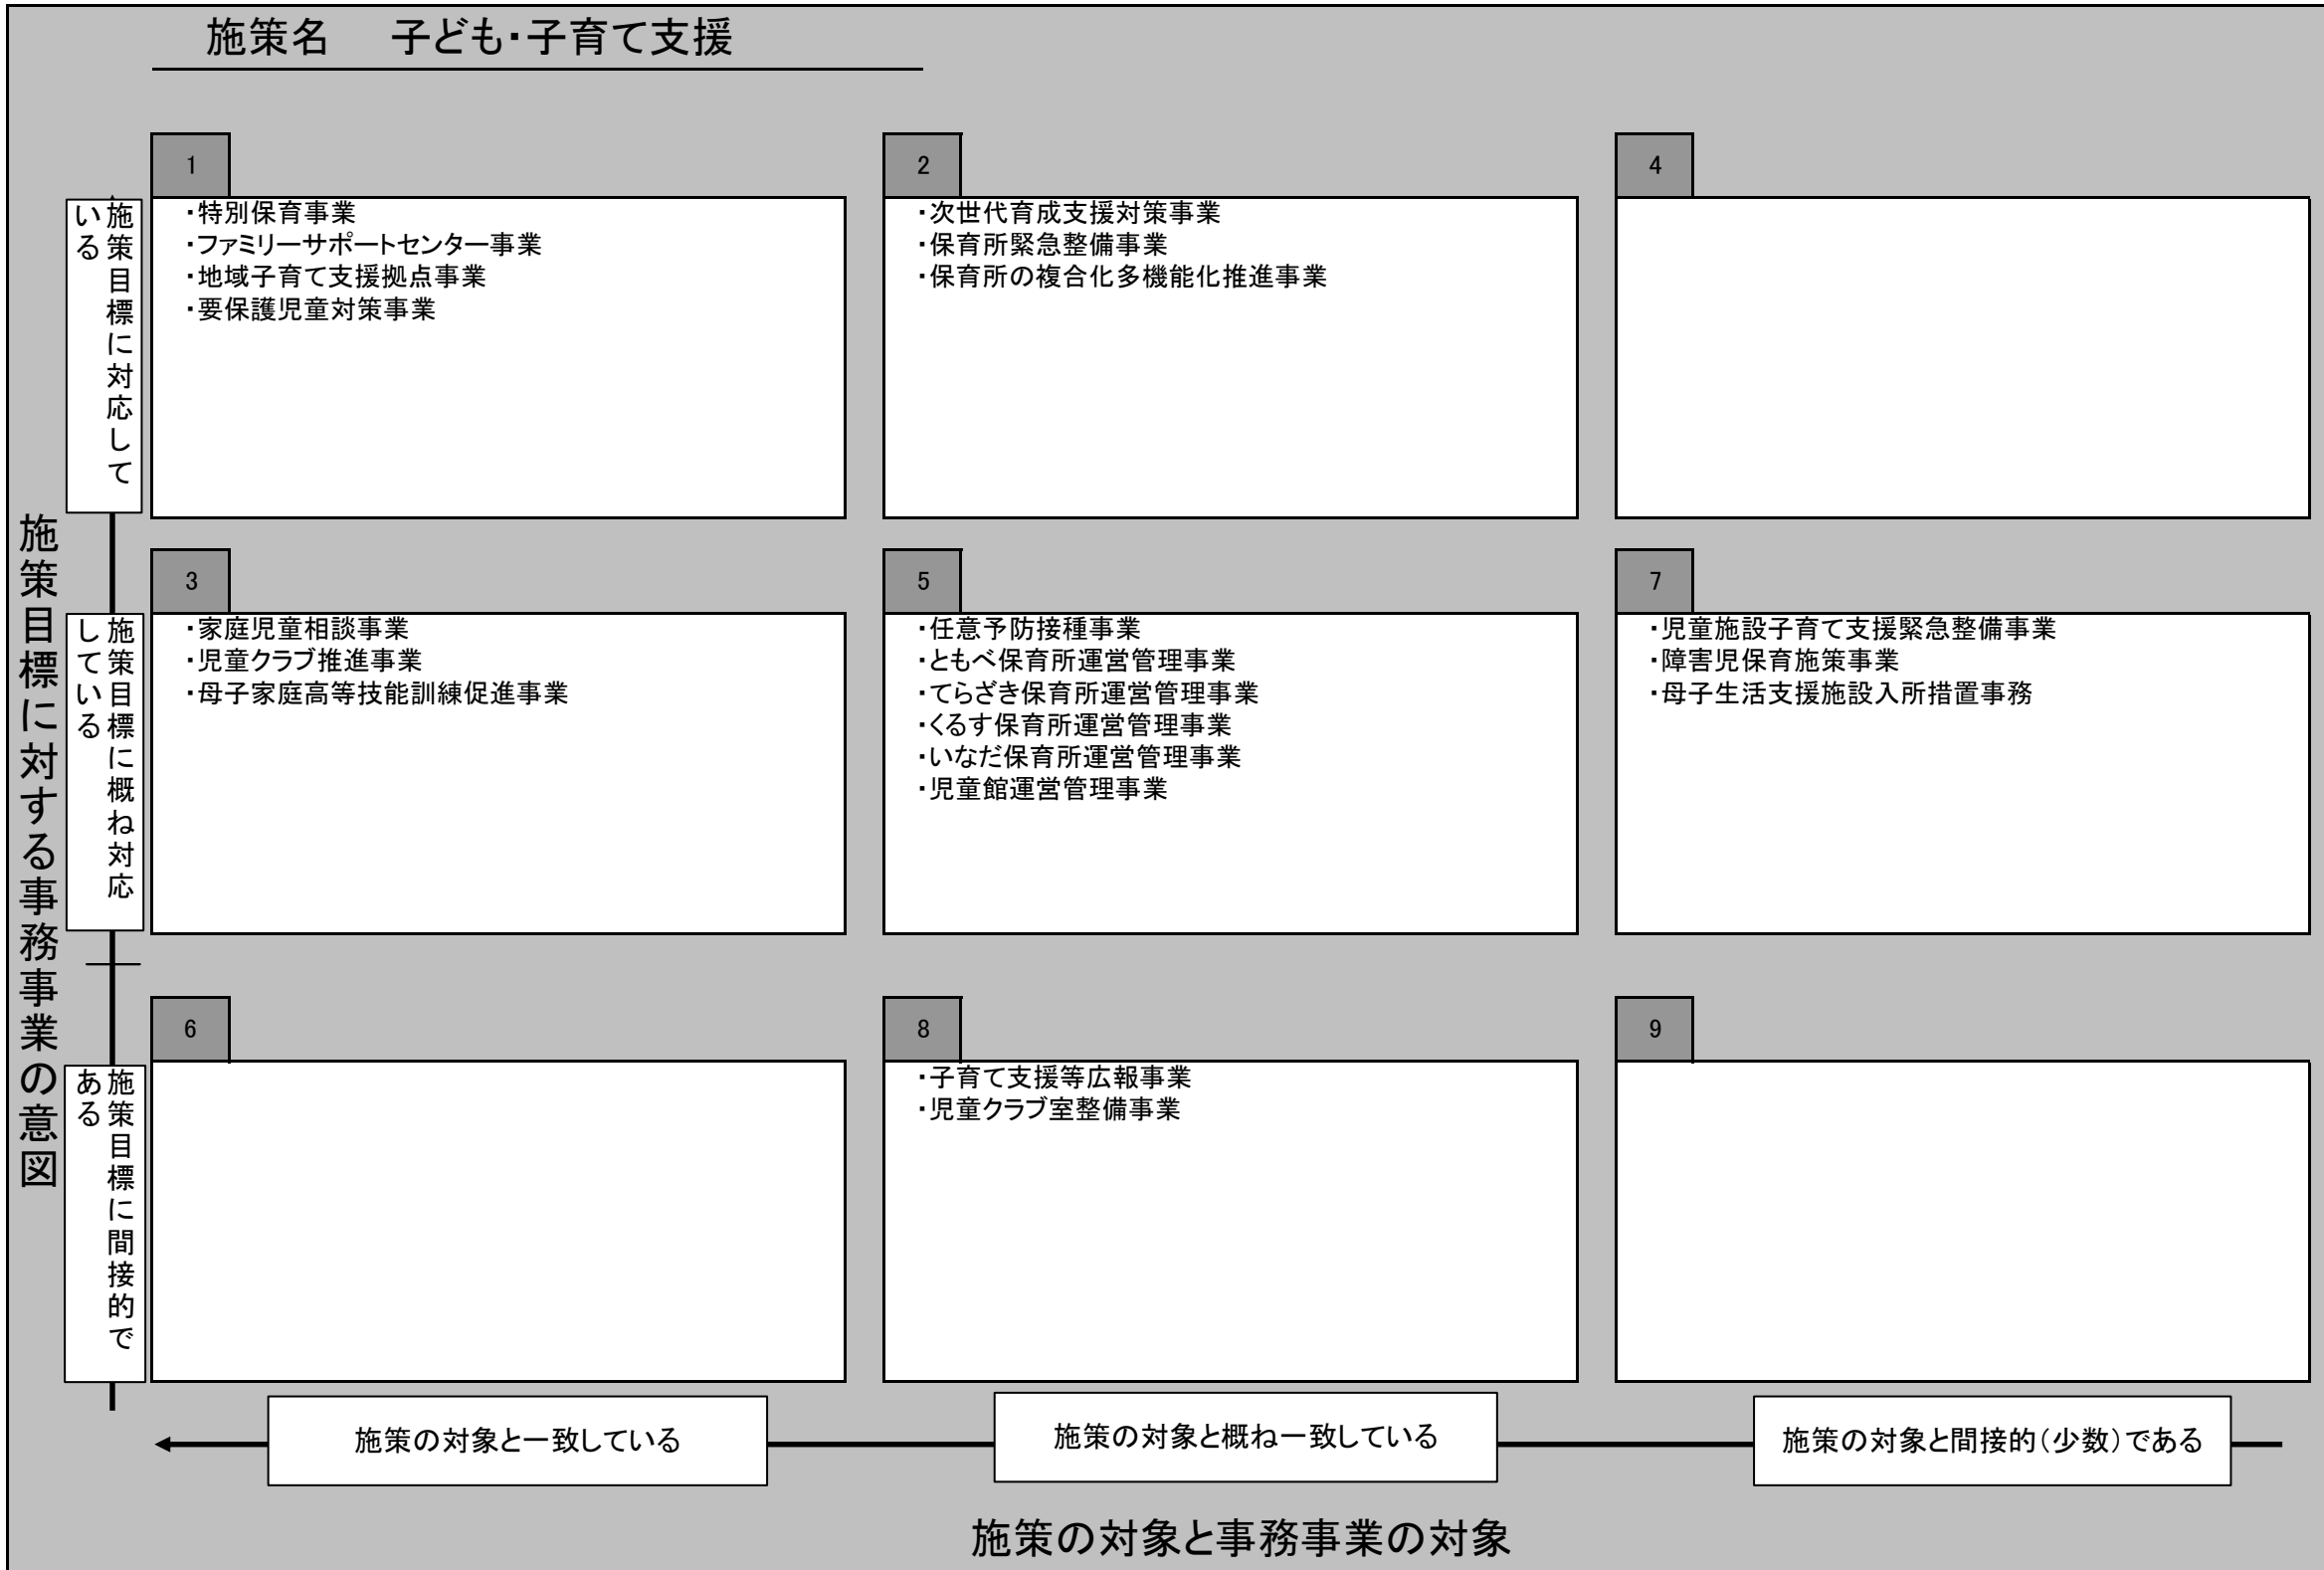 施策名　子ども・子育て支援
施策目標に対する事務事業の意図
施策目標に対応して
いる
1
・特別保育事業
・ファミリーサポートセンター事業
・地域子育て支援拠点事業
・要保護児童対策事業
2
・次世代育成支援対策事業
・保育所緊急整備事業
・保育所の複合化多機能化推進事業
4
施策目標に概ね対応
している
3
・家庭児童相談事業
・児童クラブ推進事業
・母子家庭高等技能訓練促進事業
5
・任意予防接種事業
・ともべ保育所運営管理事業
・てらざき保育所運営管理事業
・くるす保育所運営管理事業
・いなだ保育所運営管理事業
・児童館運営管理事業
7
・児童施設子育て支援緊急整備事業
・障害児保育施策事業
・母子生活支援施設入所措置事務
施策目標に間接的で
ある
6
8
・子育て支援等広報事業
・児童クラブ室整備事業
9
施策の対象と一致している
施策の対象と概ね一致している
施策の対象と間接的（少数）である
施策の対象と事務事業の対象